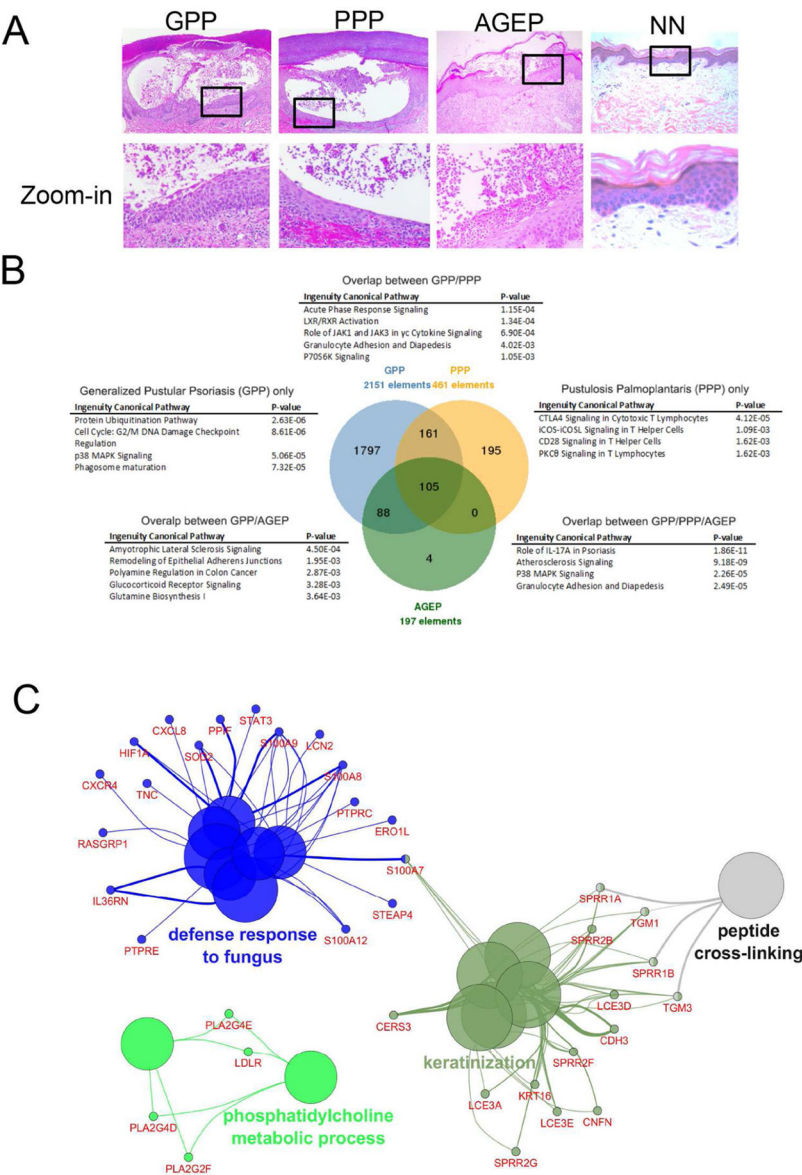 A
GPP
PPP
AGEP
NN
Zoom-in
B
Overlap between GPP/PPP
Ingenuity Canonical Pathway P-value
Acute Phase Response Signaling 1.15E-04
LXR/RXR Activation 1.34E-04
Role of JAK1 and JAK3 in γc Cytokine Signaling 6.90E-04
Granulocyte Adhesion and Diapedesis 4.02E-03
P70S6K Signaling 1.05E-03
GPP
2151 elements
PPP
461 elements
Generalized Pustular Psoriasis (GPP) only
Ingenuity Canonical Pathway P-value
Protein Ubiquitination Pathway 2.63E-06
Cell Cycle: G2/M DNA Damage Checkpoint 8.61E-06
Regulation
p38 MAPK Signaling 5.06E-05
Phagosome maturation 7.32E-05
Pustulosis Palmoplantaris (PPP) only
Ingenuity Canonical Pathway P-value
CTLA4 Signaling in Cytotoxic T Lymphocytes 4.12E-05
iCOS-iCOSL Signaling in T Helper Cells 1.09E-03
CD28 Signaling in T Helper Cells 1.62E-03
PKCθ Signaling in T Lymphocytes 1.62E-03
1797
161
195
105
88
0
4
Overalp between GPP/AGEP
Ingenuity Canonical Pathway P-value
Amyotrophic Lateral Sclerosis Signaling 4.50E-04
Remodeling of Epithelial Adherens Junctions 1.95E-03
Polyamine Regulation in Colon Cancer 2.87E-03
Glucocorticoid Receptor Signaling 3.28E-03
Glutamine Biosynthesis I 3.64E-03
Overlap between GPP/PPP/AGEP
Ingenuity Canonical Pathway P-value
Role of IL-17A in Psoriasis 1.86E-11
Atherosclerosis Signaling 9.18E-09
P38 MAPK Signaling 2.26E-05
Granulocyte Adhesion and Diapedesis 2.49E-05
AGEP
197 elements
C
STAT3
PPIF
CXCL8
S100A9
LCN2
HIF1A
SOD2
S100A8
CXCR4
TNC
PTPRC
ERO1L
RASGRP1
S100A7
IL36RN
STEAP4
S100A12
PTPRE
defense response
to fungus
SPRR1A
TGM1
SPRR2B
SPRR1B
TGM3
peptide
cross-linking
LCE3D
CERS3
CDH3
keratinization
SPRR2F
KRT16
LCE3A
LCE3E
CNFN
SPRR2G
PLA2G4E
LDLR
PLA2G4D
PLA2G2F
phosphatidylcholine
metabolic process